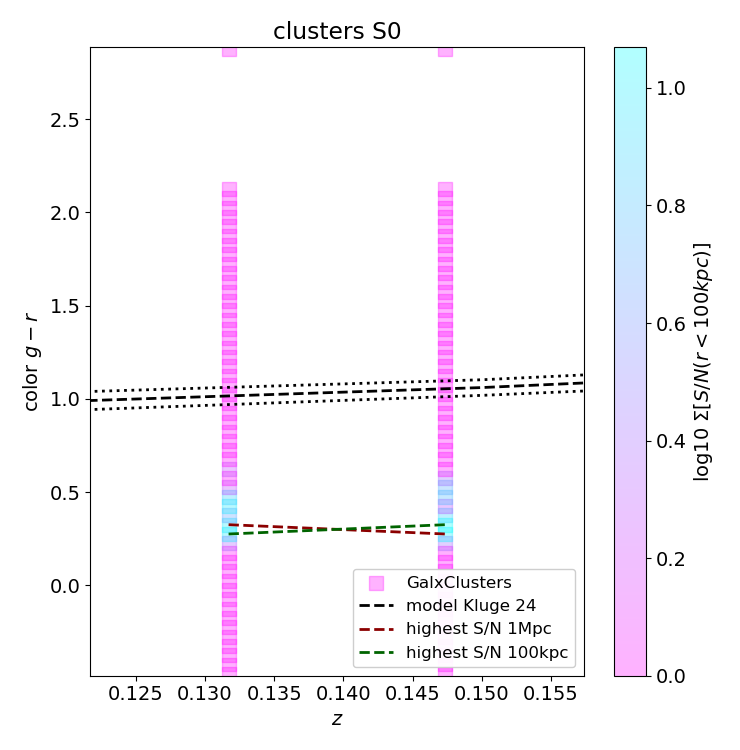 clusters S0
color g − r
2.5
2.0
1.5
1.0
0.5
0.0
0.125
0.130
0.135
0.140
0.145
0.150
0.155
z
GalxClusters
model Kluge 24
highest S/N 1Mpc
highest S/N 100kpc
1.0
0.8
0.6
0.4
0.2
0.0
log10 Σ[S/N(r < 100kpc)]